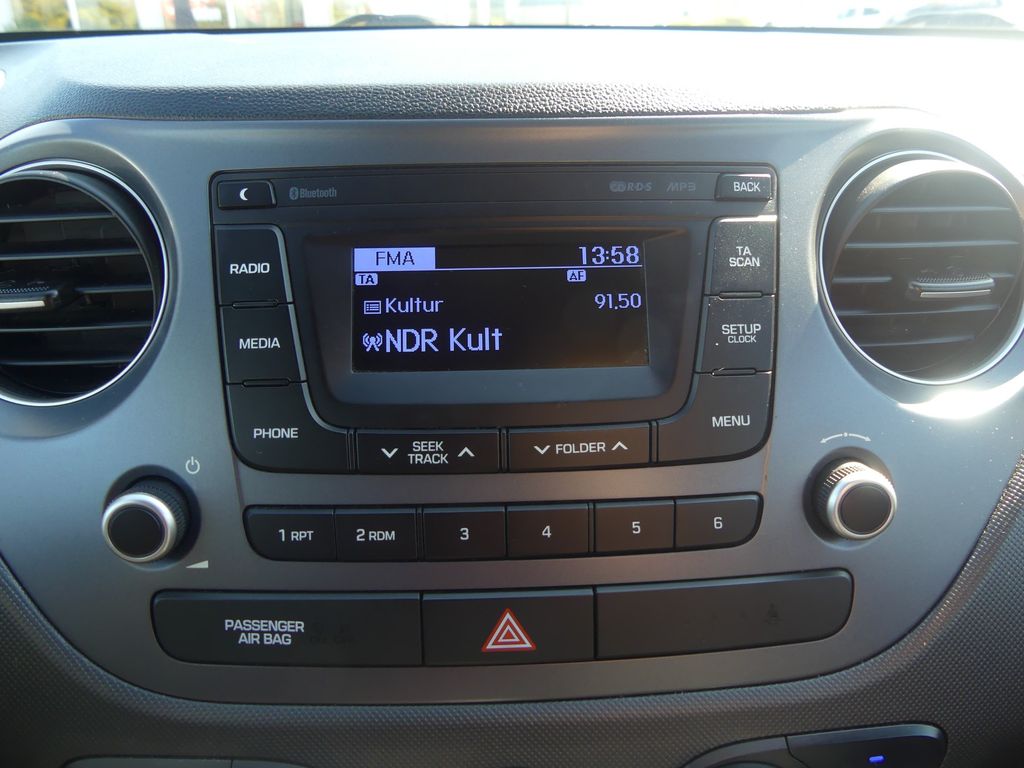 Bluetooth
R·D·S MP3 BACK
RADIO
MEDIA
PHONE
FMA 13:58
TA AF
Kultur 91.50
NDR Kult
TA
SCAN
SETUP
CLOCK
MENU
SEEK
TRACK
FOLDER
1 RPT 2 RDM 3 4 5 6
PASSENGER
AIR BAG